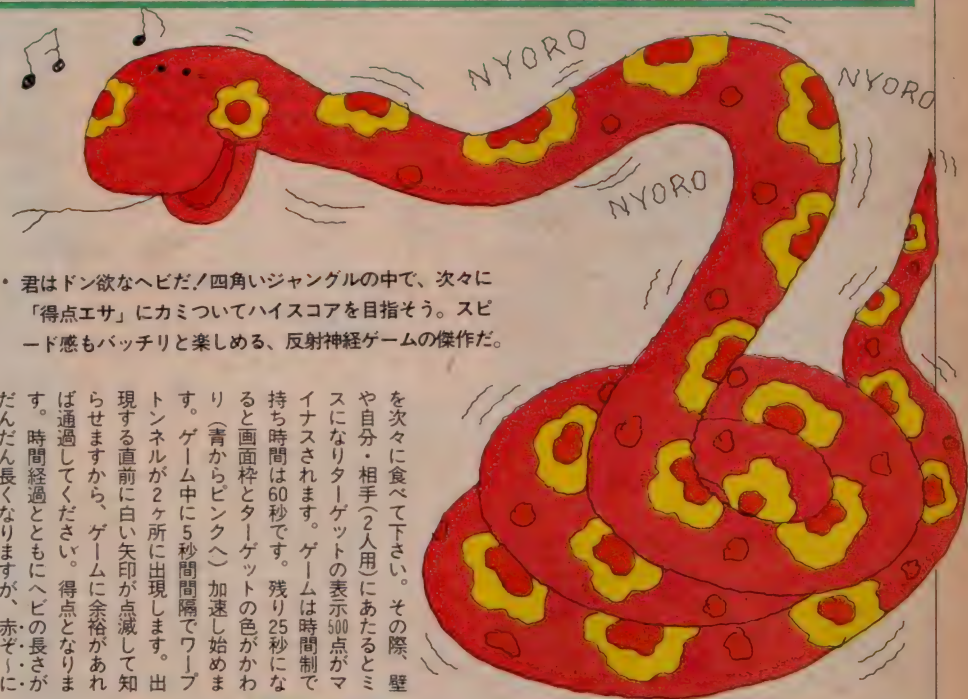 NYORO
NYORO
NYORO
君はドン欲なヘビだ!四角いジャングルの中で、次々に
「得点エサ」にカミついてハイスコアを目指そう。スピ
ード感もバッチリと楽しめる、反射神経ゲームの傑作だ。
を次々に食べて下さい。その際、壁
や自分・相手(2人用)にあたるとミ
スになりターゲットの表示500点がマ
イナスされます。ゲームは時間制で
持ち時間は60秒です。残り25秒にな
ると画面枠とターゲットの色がかわ
り(青からピンクへ)加速し始めま
す。ゲーム中に5秒間間隔でワープ
トンネルが2ヶ所に出現します。出
現する直前に白い矢印が点滅して知
らせますから、ゲームに余裕があれ
ば通過してください。得点となりま
す。時間経過とともにヘビの長さが
だんだん長くなりますが、赤ぞ〜に